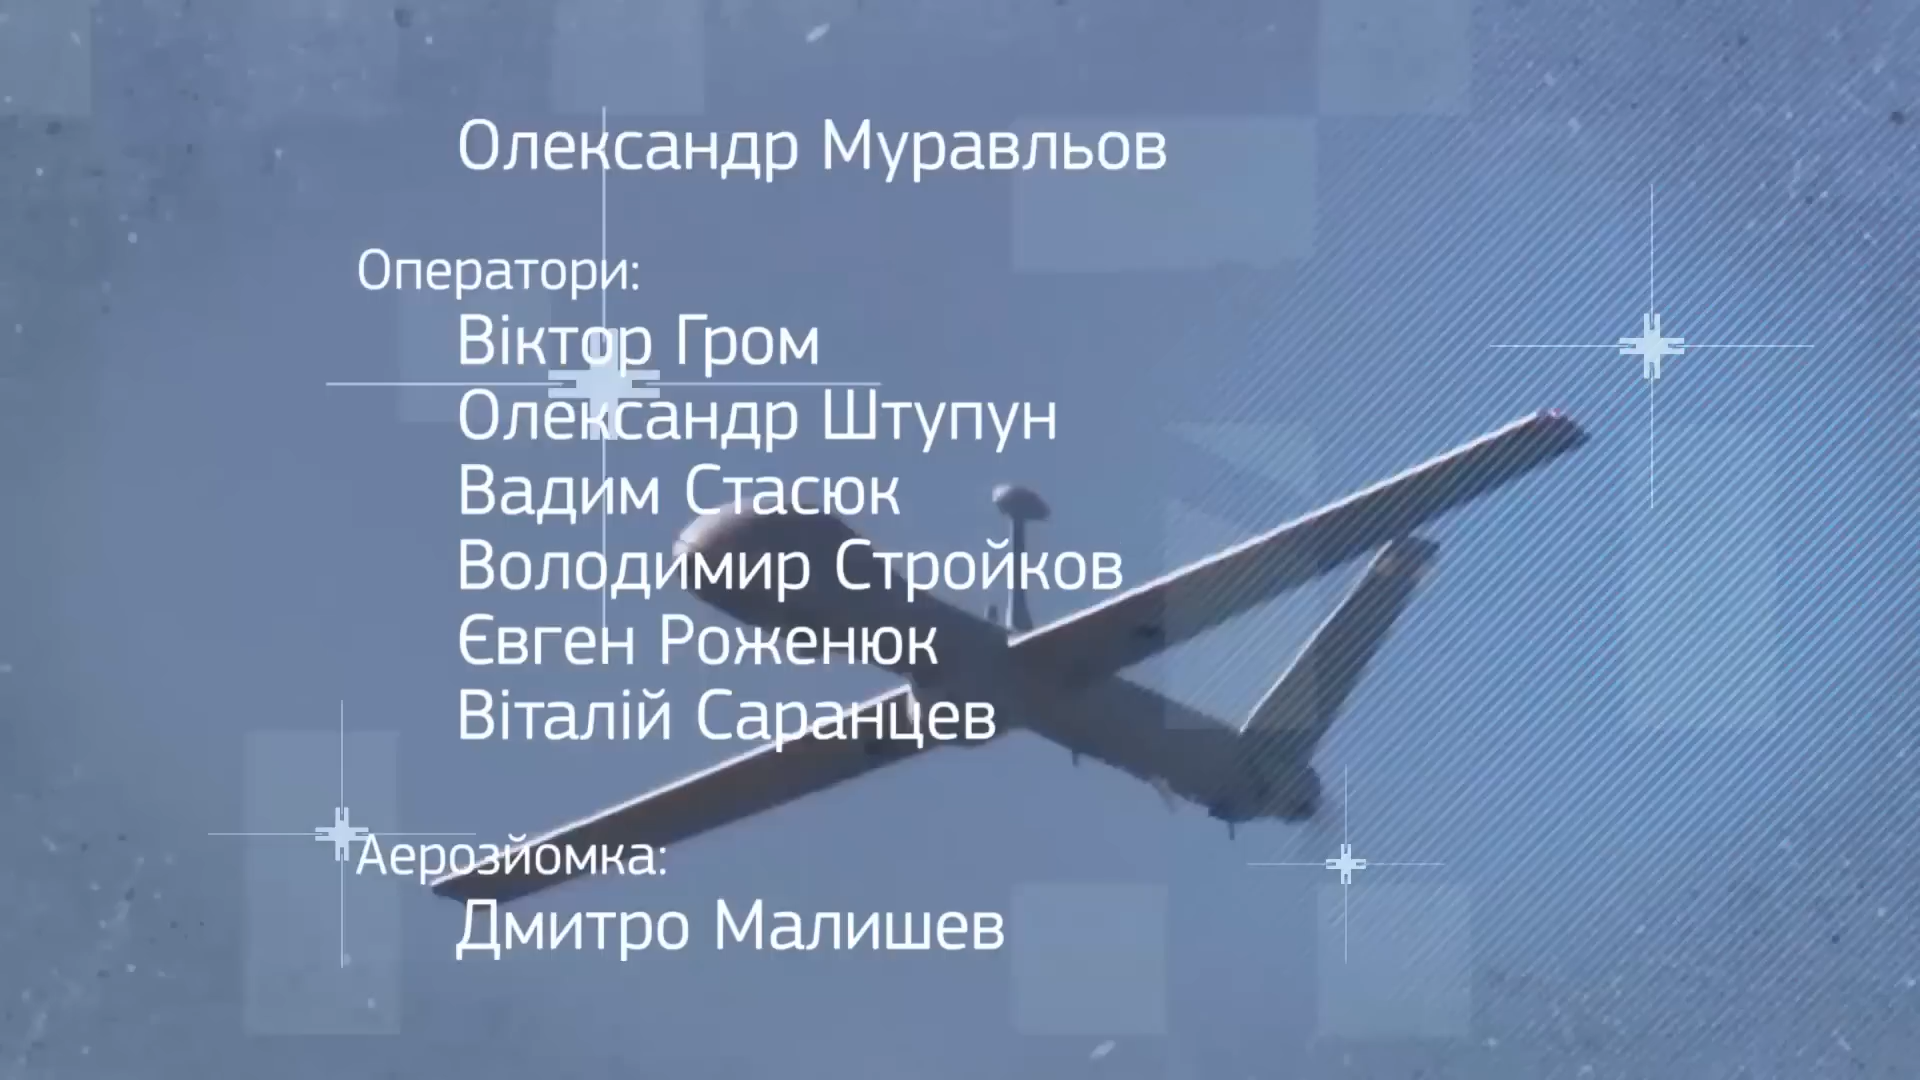 Олександр Муравльов
Оператори:
Віктор Гром
Олександр Штупун
Вадим Стасюк
Володимир Стройков
Євген Роженюк
Віталій Саранцев
Аерозйомка:
Дмитро Малишев